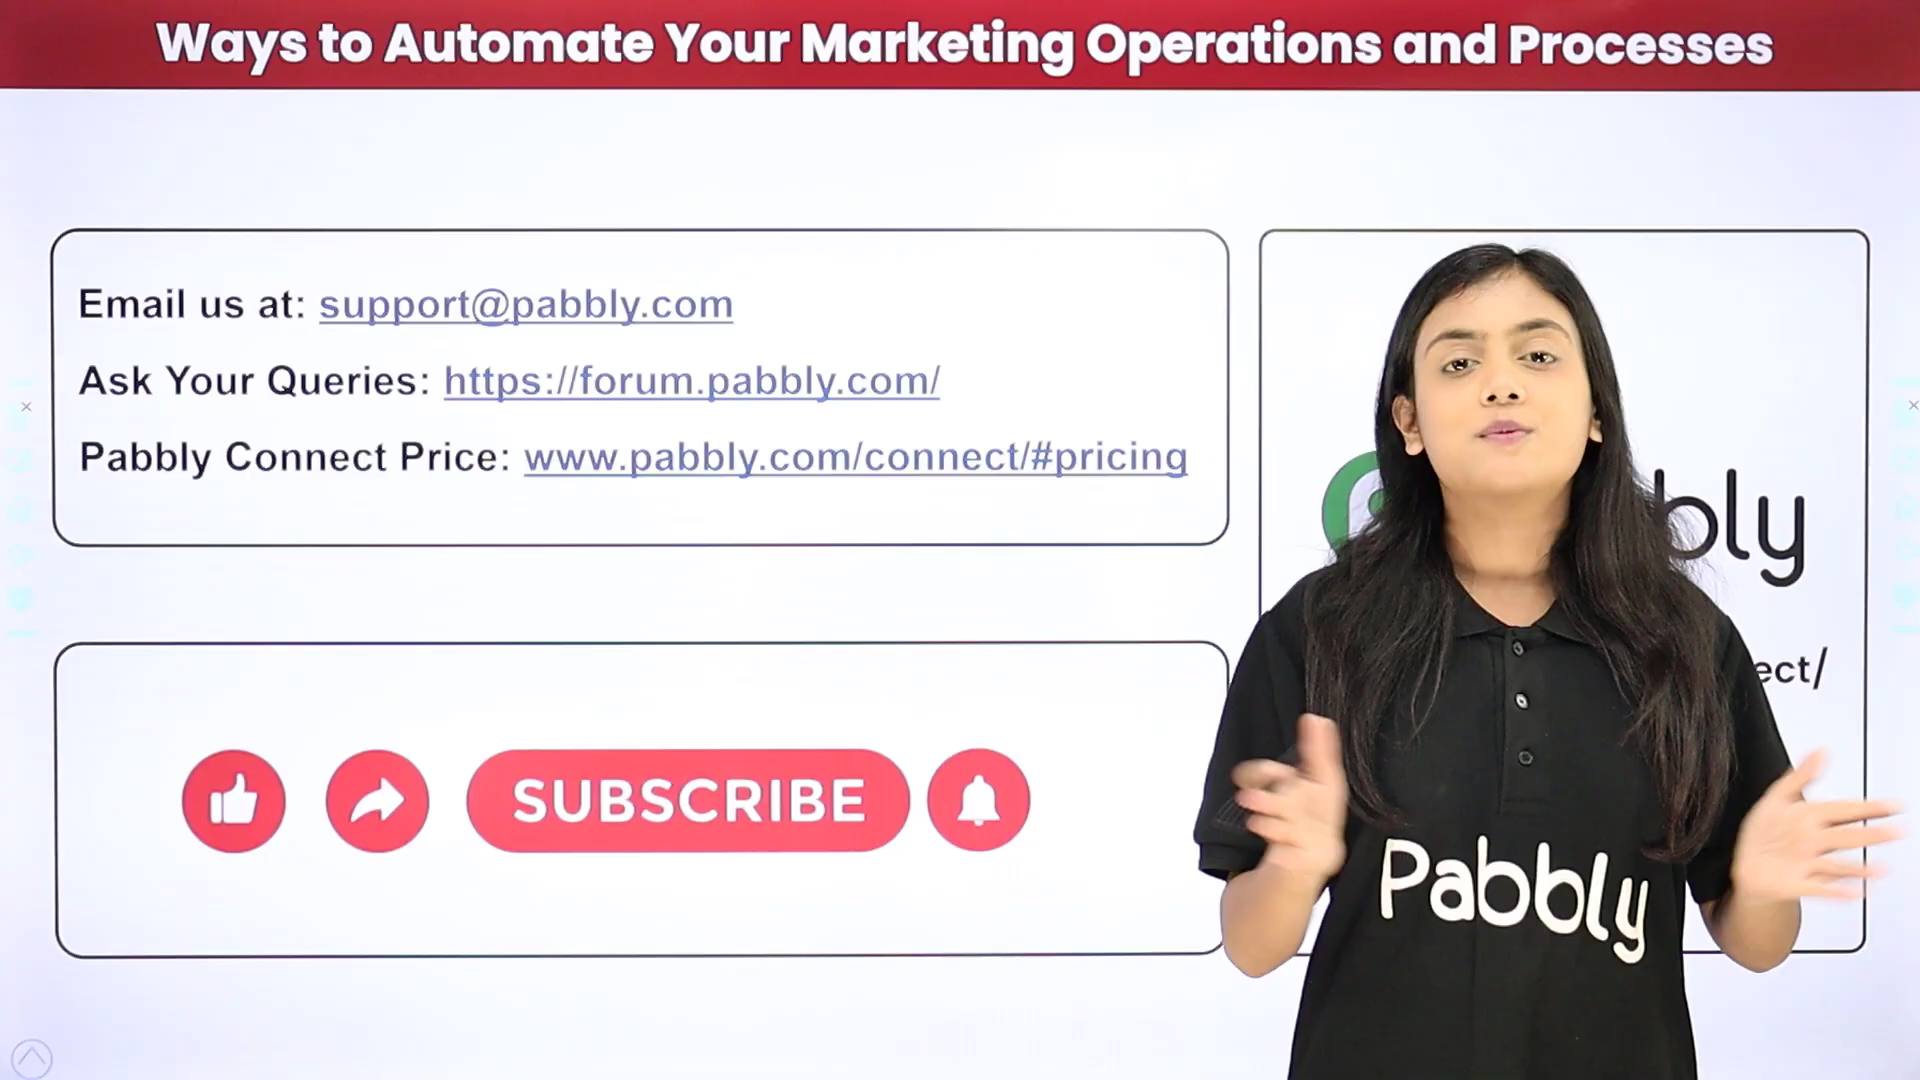 Ways to Automate Your Marketing Operations and Processes
Email us at: support@pabbly.com
Ask Your Queries: https://forum.pabbly.com/
Pabbly Connect Price: www.pabbly.com/connect/#pricing
SUBSCRIBE
Pabbly